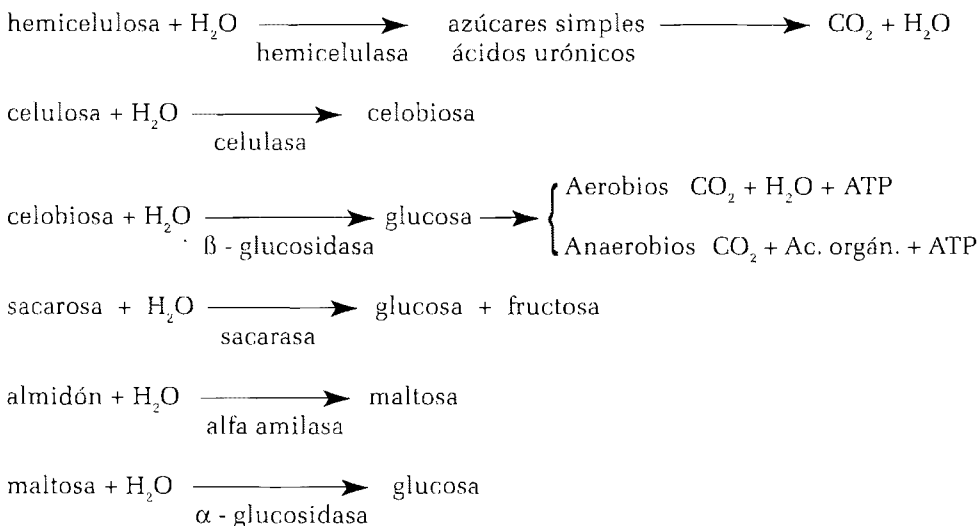 hemicelulosa + H₂O ⟶ azúcares simples ⟶ CO₂ + H₂O
hemicelulasa ácidos urónicos
celulosa + H₂O ⟶ celobiosa
celulasa
Aerobios CO₂ + H₂O + ATP
celobiosa + H₂O ⟶ glucosa ⟶ {
ß - glucosidasa
Anaerobios CO₂ + Ac. orgán. + ATP
sacarosa + H₂O ⟶ glucosa + fructosa
sacarasa
almidón + H₂O ⟶ maltosa
alfa amilasa
maltosa + H₂O ⟶ glucosa
α - glucosidasa